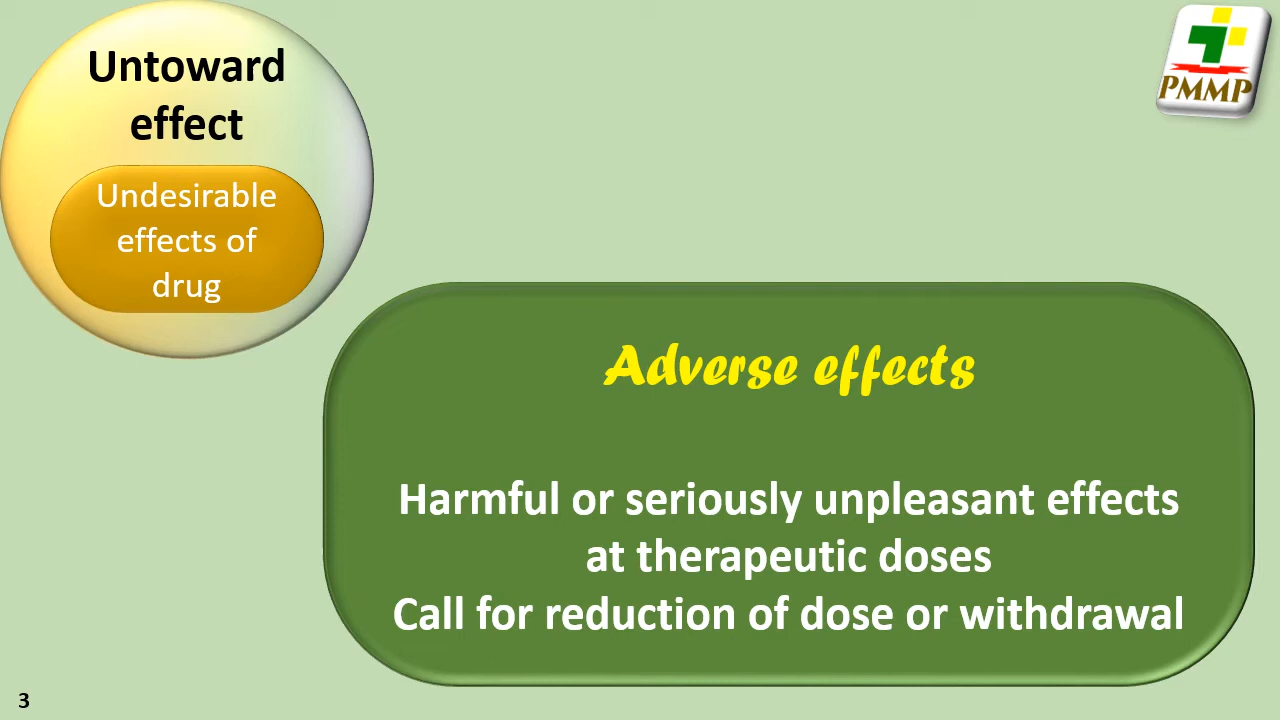 Untoward
effect
Undesirable
effects of
drug
PMMP
Adverse effects
Harmful or seriously unpleasant effects
at therapeutic doses
Call for reduction of dose or withdrawal
3